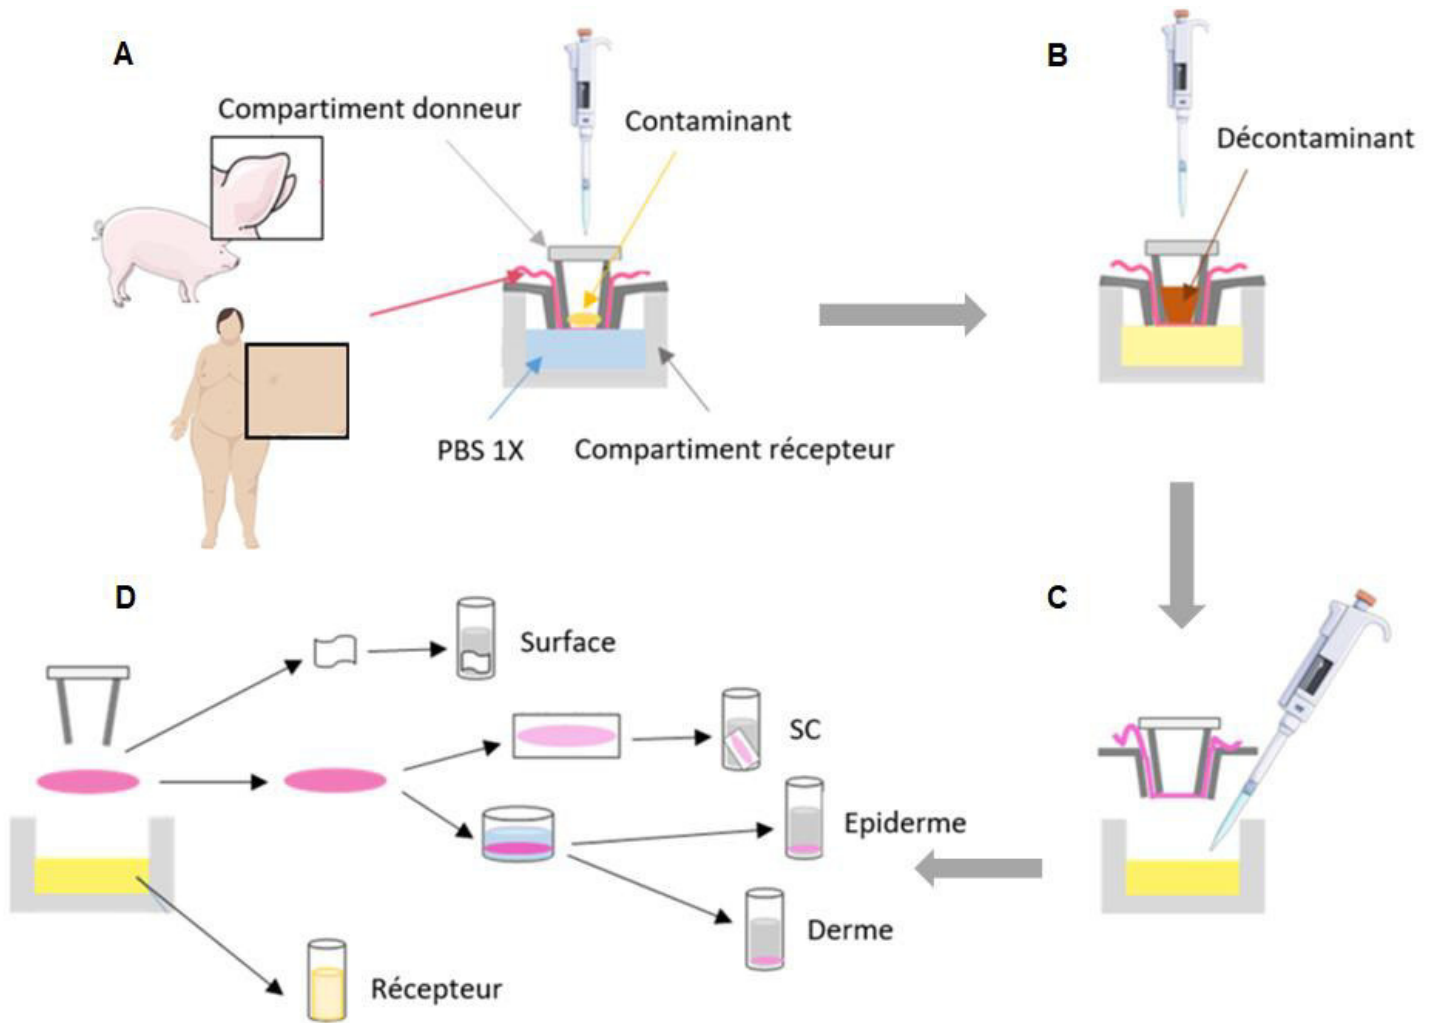 A
Compartiment donneur
Contaminant
PBS 1X
Compartiment récepteur
B
Décontaminant
C
D
Surface
SC
Epiderme
Derme
Récepteur